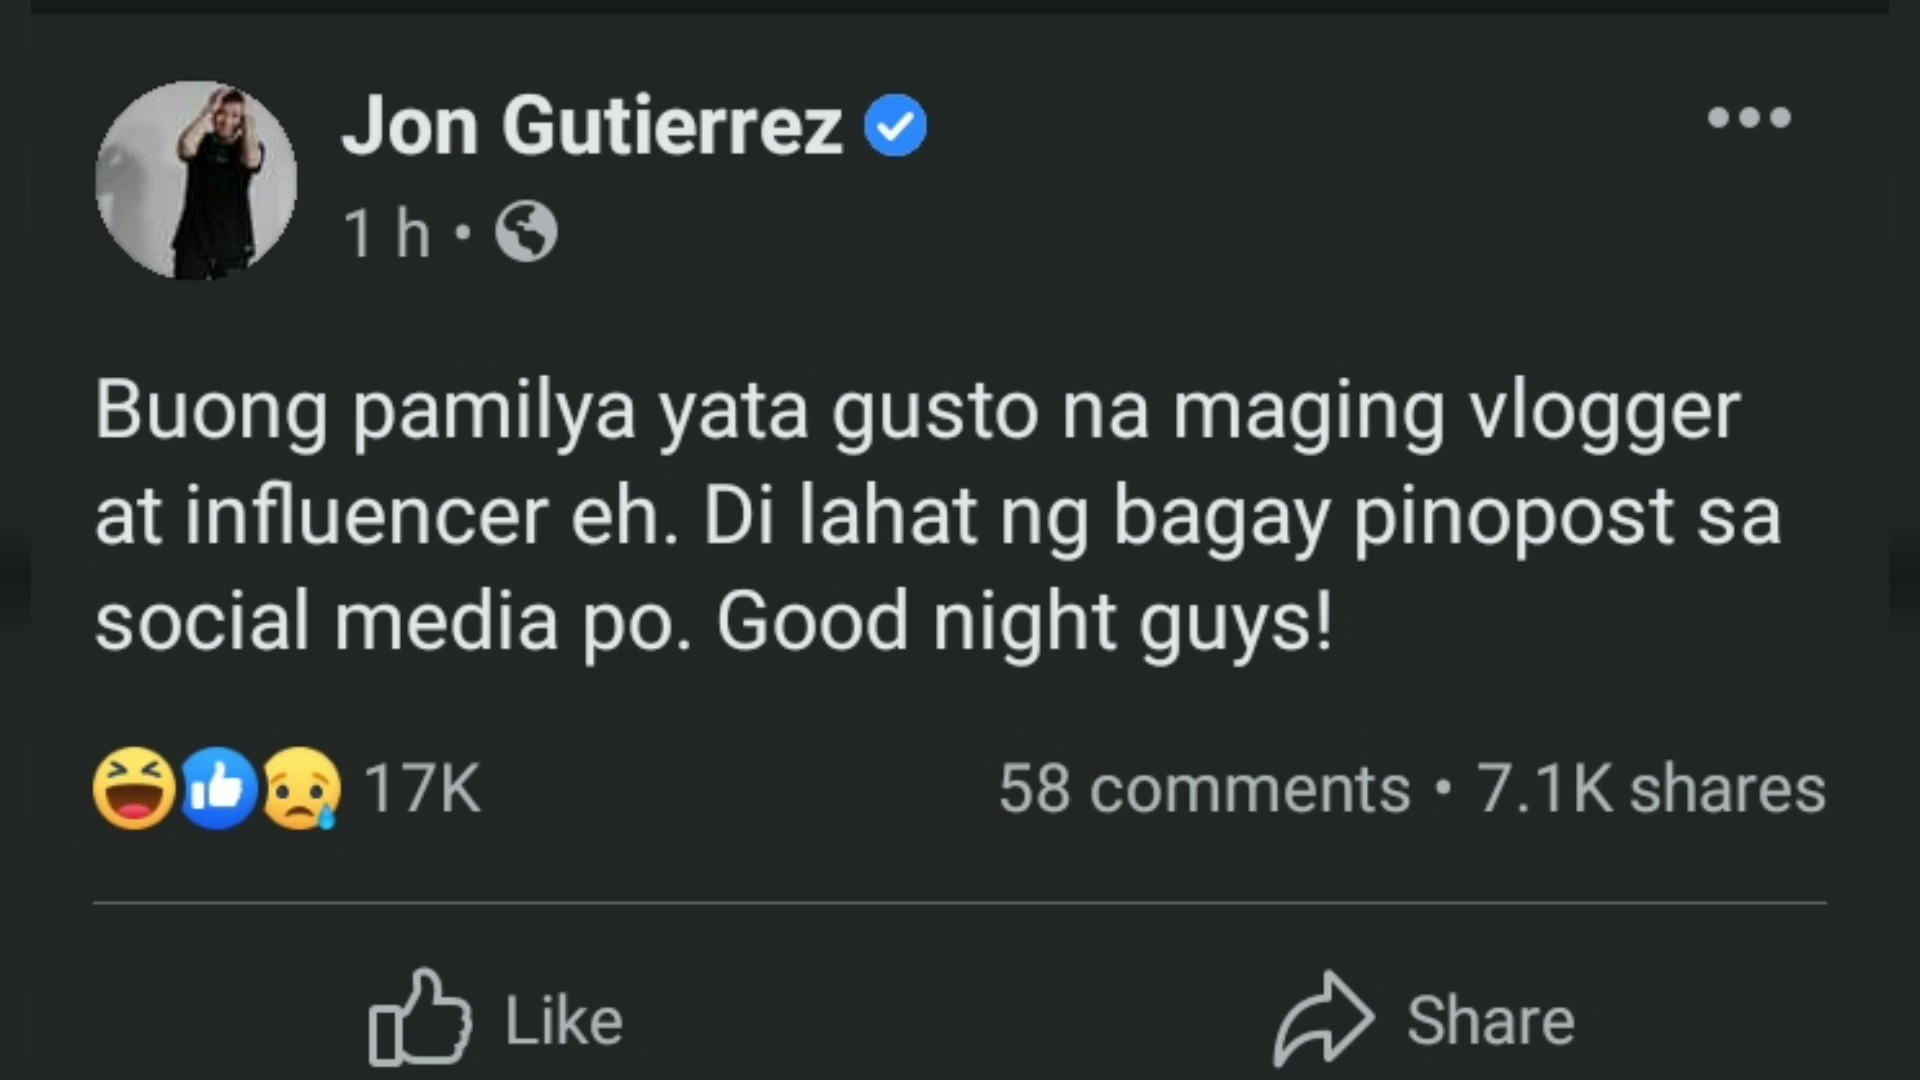 Jon Gutierrez
1 h •
Buong pamilya yata gusto na maging vlogger
at influencer eh. Di lahat ng bagay pinopost sa
social media po. Good night guys!
17K 58 comments • 7.1K shares
Like Share